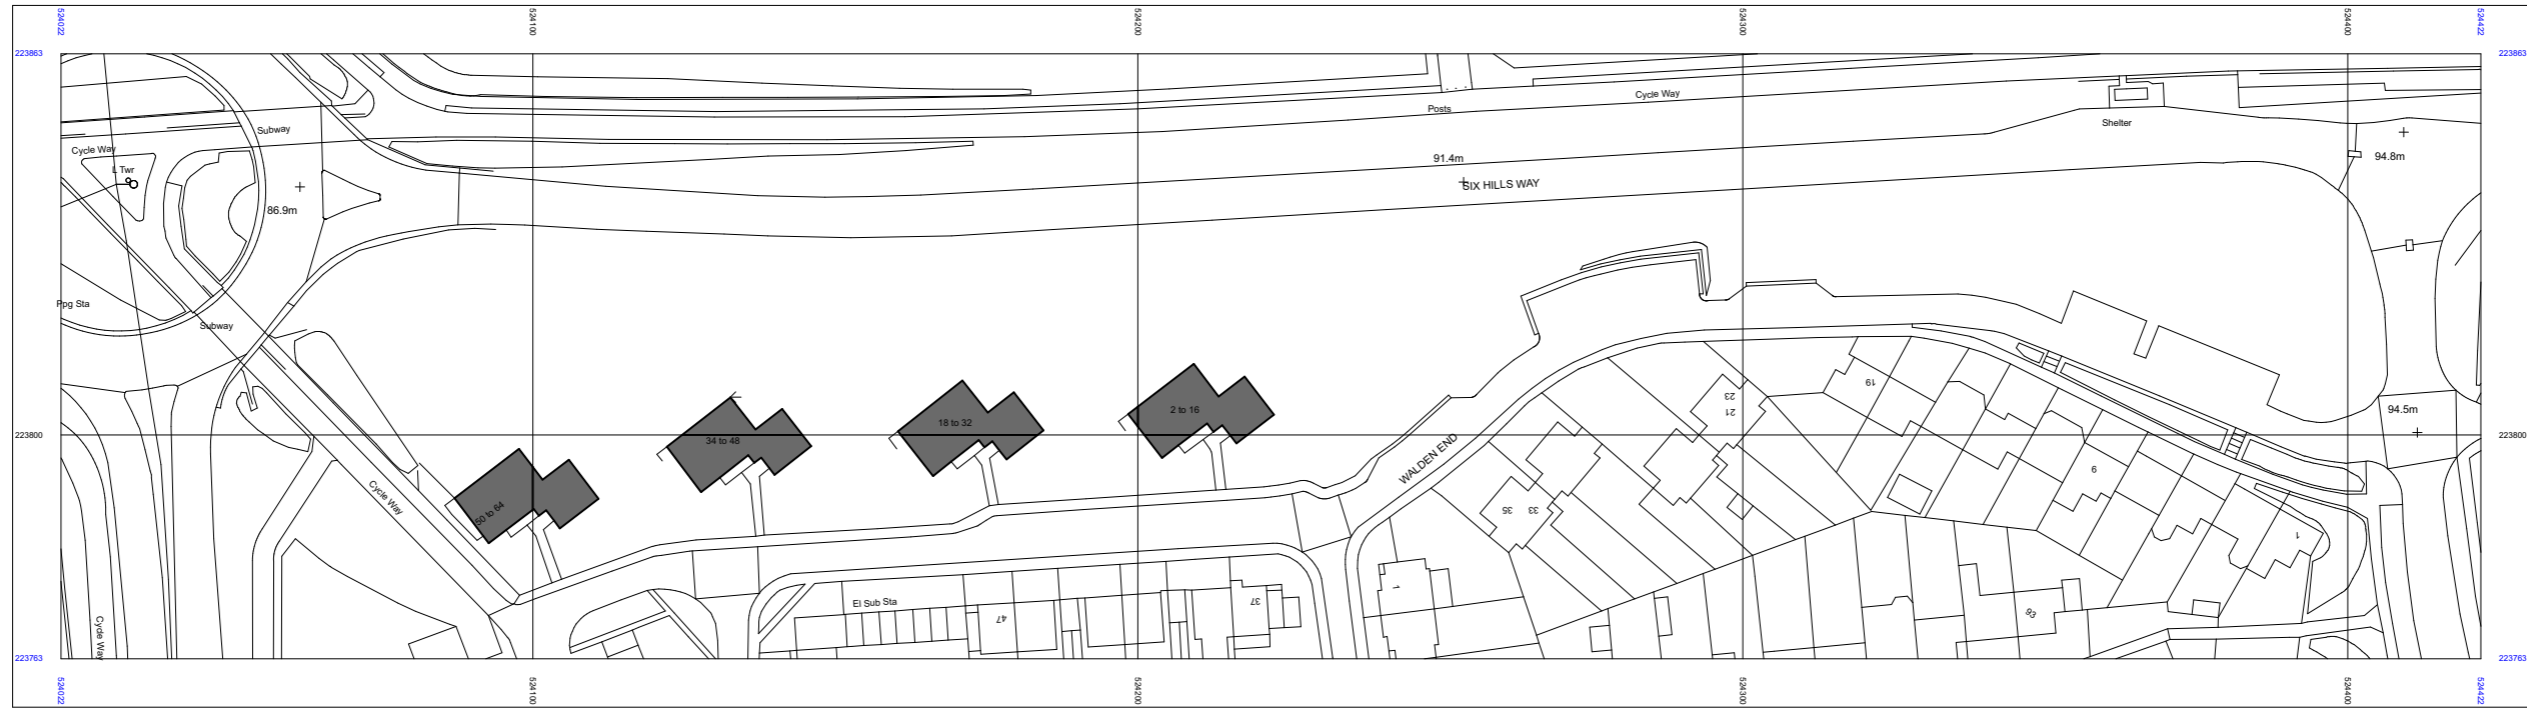 524022
524100
524200
524300
524400
524422
223863
223863
Cycle Way
Subway
Posts
Cycle Way
Shelter
L Twr
91.4m
94.8m
SIX HILLS WAY
86.9m
Ppg Sta
Subway
19
23
21
2 to 16
94.5m
18 to 32
34 to 48
223800
223800
WALDEN END
9
Cycle Way
50 to 64
35
33
1
1
El Sub Sta
37
47
93
Cycle Way
223763
223763
524022
524100
524200
524300
524400
524422